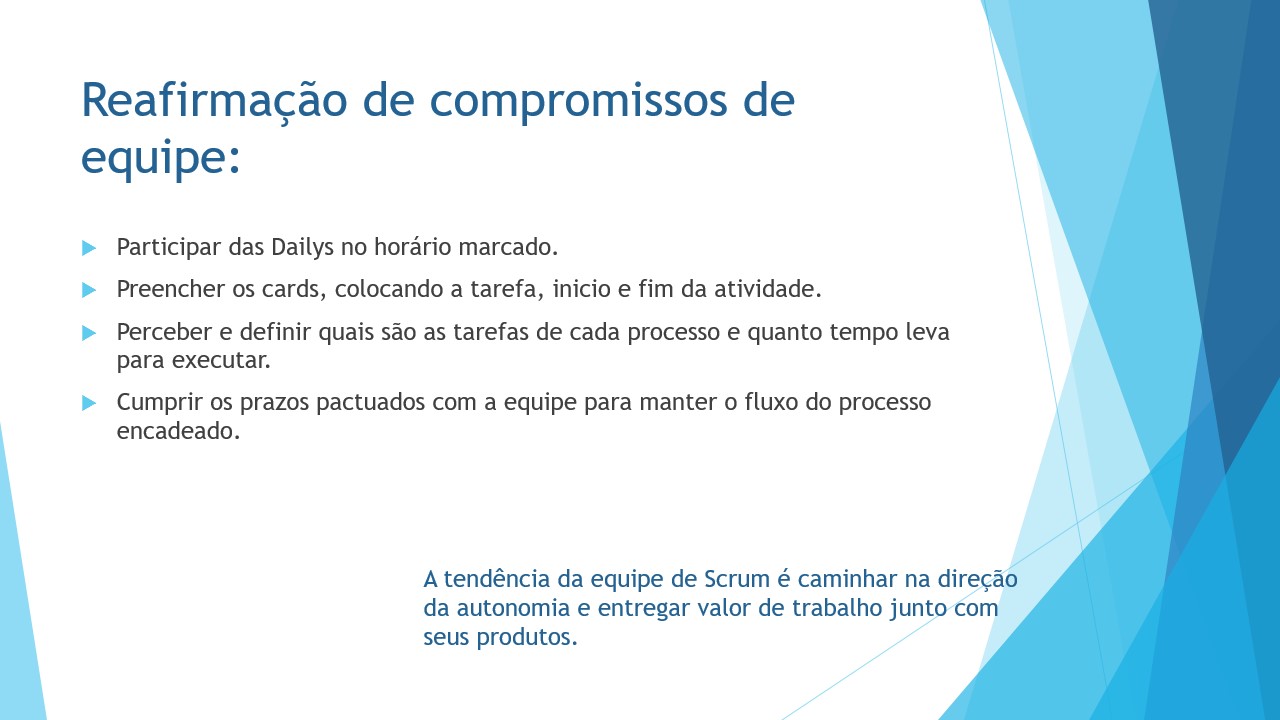 Reafirmação de compromissos de
equipe:
Participar das Dailys no horário marcado.
Preencher os cards, colocando a tarefa, inicio e fim da atividade.
Perceber e definir quais são as tarefas de cada processo e quanto tempo leva
para executar.
Cumprir os prazos pactuados com a equipe para manter o fluxo do processo
encadeado.
A tendência da equipe de Scrum é caminhar na direção
da autonomia e entregar valor de trabalho junto com
seus produtos.